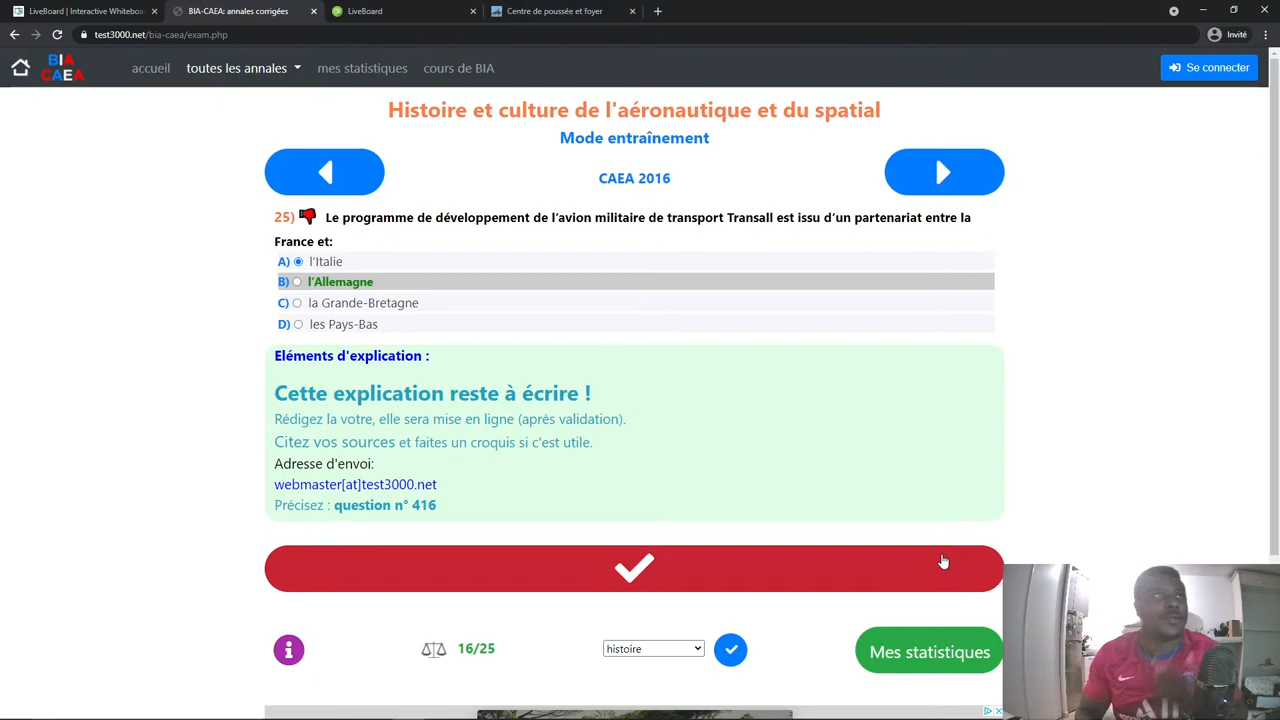 LiveBoard | Interactive Whiteboa
BIA-CAEA: annales corrigées
LiveBoard
Centre de poussée et foyer
test3000.net/bia-caea/exam.php
Invité
BIA
CAEA
accueil
toutes les annales
mes statistiques
cours de BIA
Se connecter
Histoire et culture de l'aéronautique et du spatial
Mode entraînement
CAEA 2016
25) Le programme de développement de l’avion militaire de transport Transall est issu d’un partenariat entre la
France et:
A) l’Italie
B) l’Allemagne
C) la Grande-Bretagne
D) les Pays-Bas
Eléments d'explication :
Cette explication reste à écrire !
Rédigez la votre, elle sera mise en ligne (après validation).
Citez vos sources et faites un croquis si c'est utile.
Adresse d'envoi:
webmaster[at]test3000.net
Précisez : question n° 416
16/25
histoire
Mes statistiques